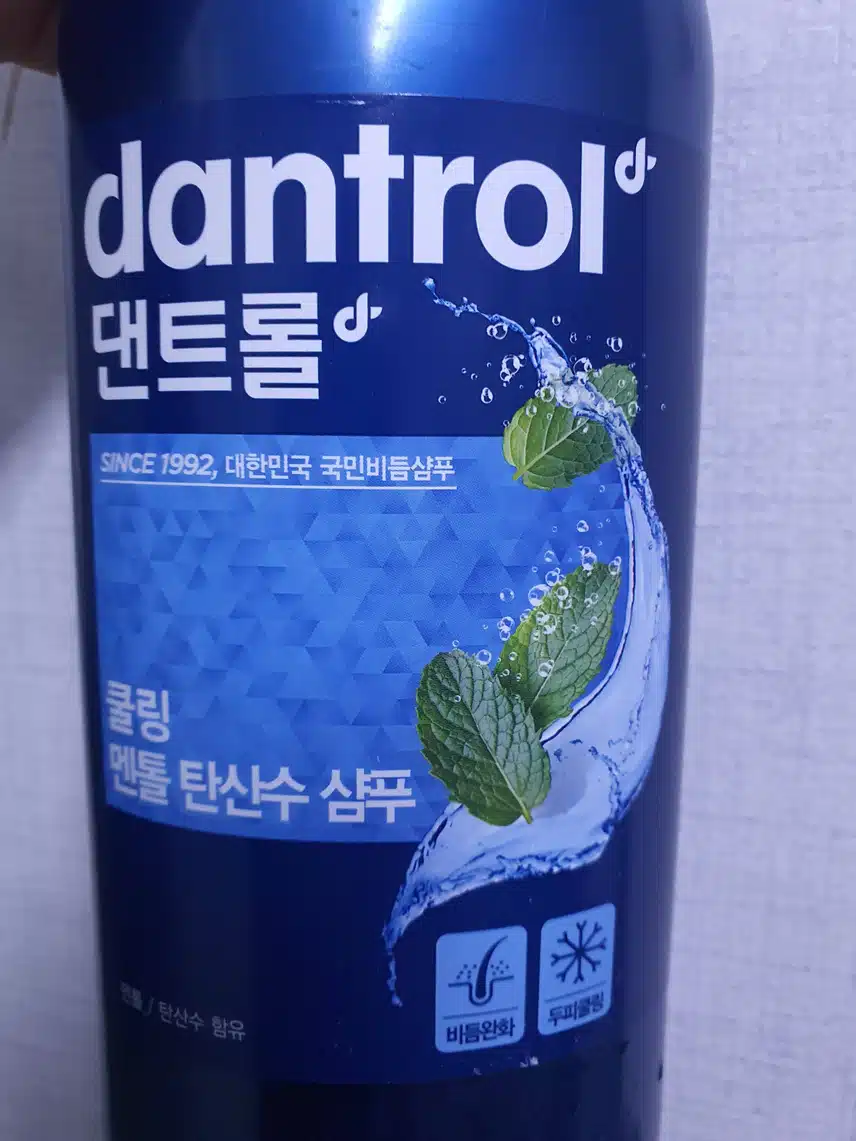 dantrol
댄트롤
SINCE 1992, 대한민국 국민비듬샴푸
쿨링
멘톨 탄산수 샴푸
멘톨 / 탄산수 함유
비듬완화
두피쿨링